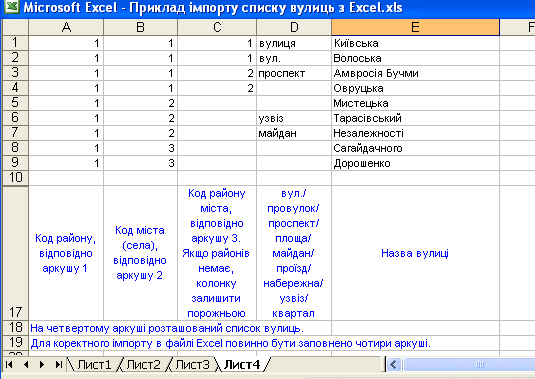 Microsoft Excel - Приклад імпорту списку вулиць з Excel.xls
A B C D E F
1 1 1 1 вулиця Київська
2 1 1 1 вул. Волоська
3 1 1 2 проспект Амвросія Бучми
4 1 1 2 Овруцька
5 1 2 Мистецька
6 1 2 узвіз Тарасівський
7 1 2 майдан Незалежності
8 1 3 Сагайдачного
9 1 3 Дорошенко
10
17
Код району,
відповідно
аркушу 1
Код міста
(села),
відповідно
аркушу 2
Код району
міста,
відповідно
аркушу 3.
Якщо районів
немає,
колонку
залишити
порожньою
вул./
провулок/
проспект/
площа/
майдан/
проїзд/
набережна/
узвіз/
квартал
Назва вулиці
18 На четвертому аркуші розташований список вулиць.
19 Для коректного імпорту в файлі Excel повинно бути заповнено чотири аркуші.
Лист1 Лист2 Лист3 Лист4